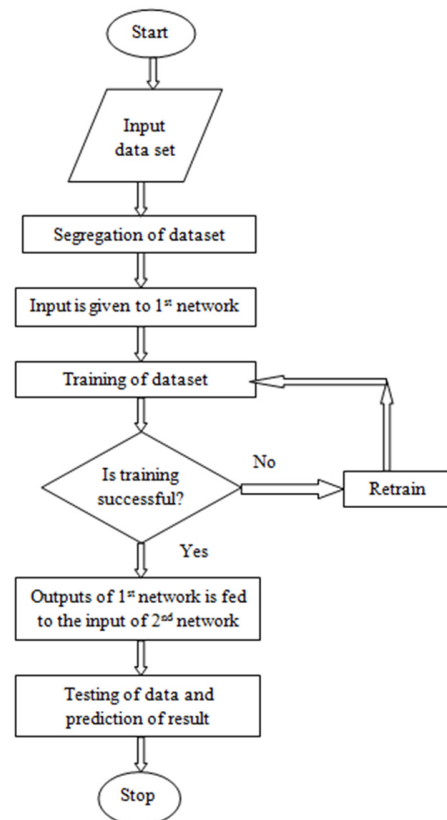 Start
Input
data set
Segregation of dataset
Input is given to 1st network
Training of dataset
Is training
successful?
No
Retrain
Yes
Outputs of 1st network is fed
to the input of 2nd network
Testing of data and
prediction of result
Stop